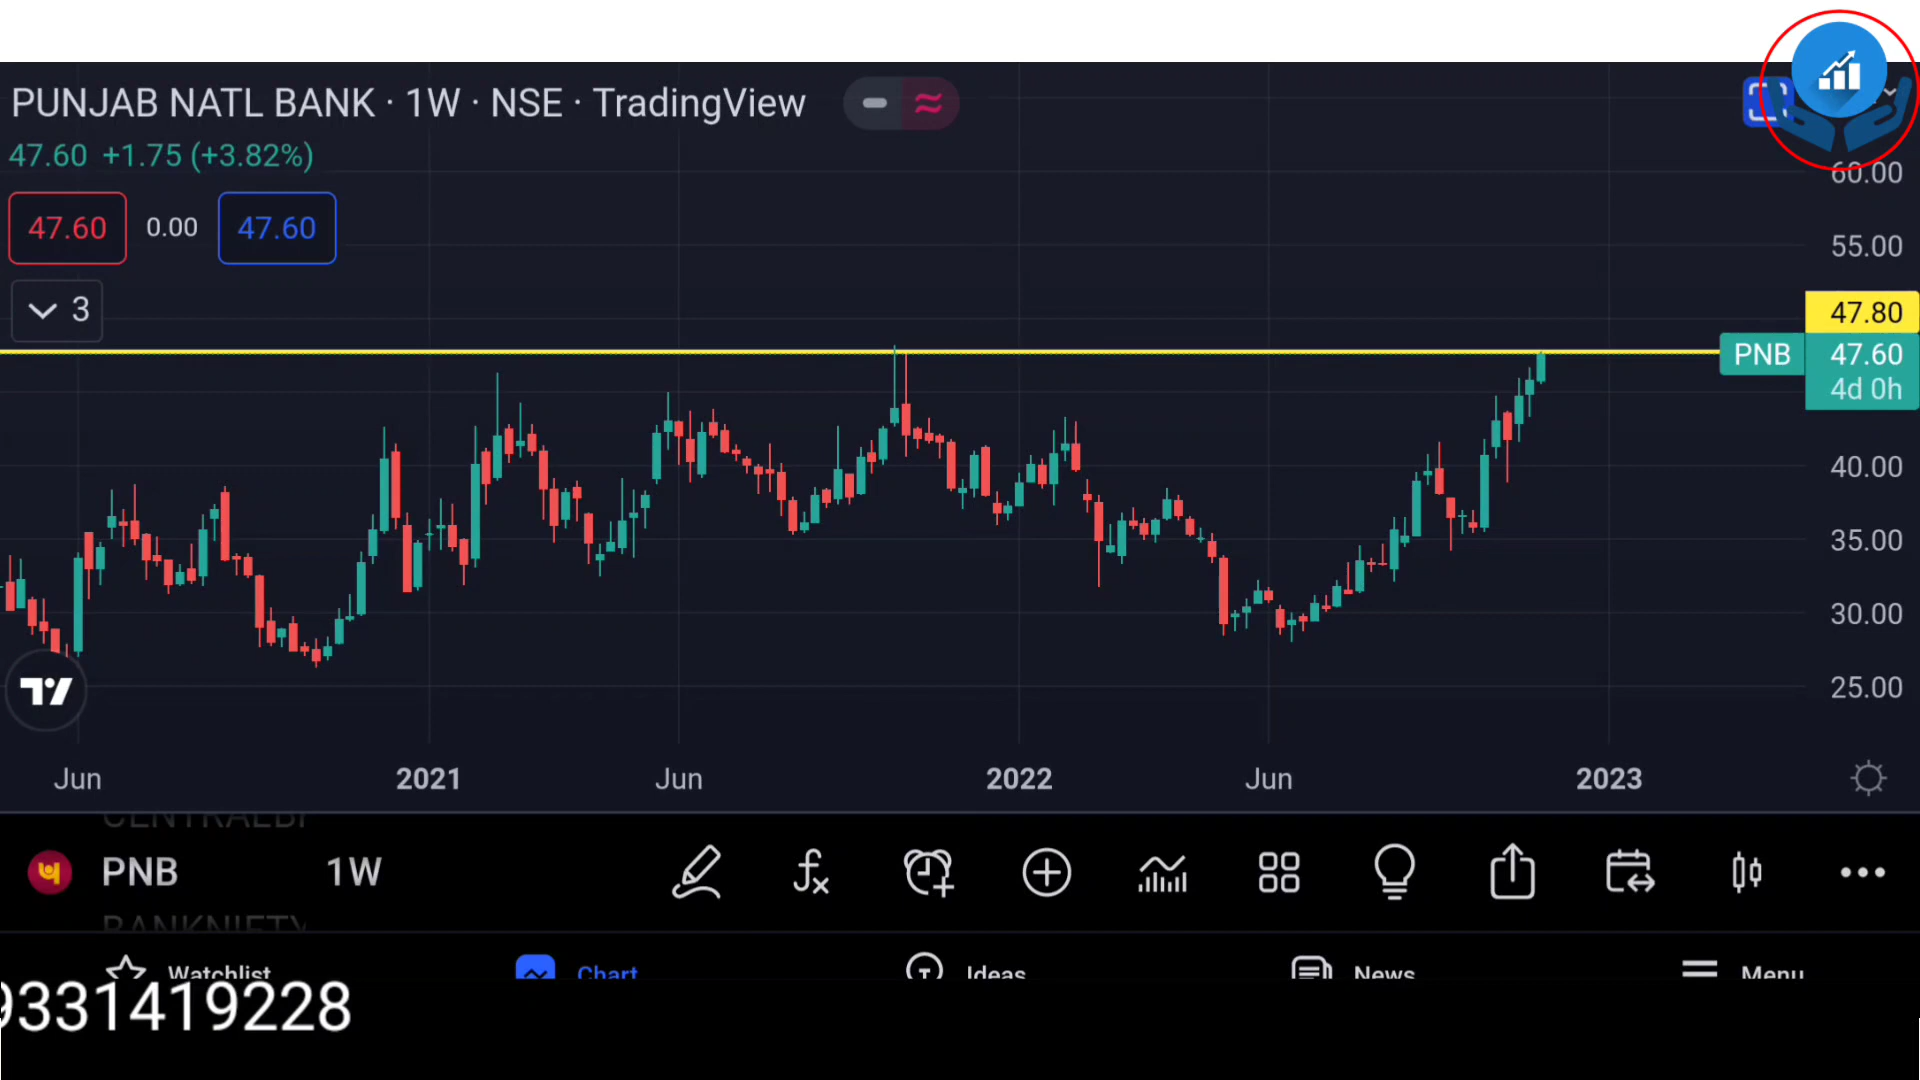 PUNJAB NATL BANK · 1W · NSE · TradingView
47.60 +1.75 (+3.82%)
60.00
47.60 0.00 47.60
55.00
3
47.80
PNB 47.60
4d 0h
40.00
35.00
30.00
25.00
Jun 2021 Jun 2022 Jun 2023
PNB 1W
BANKNIFTY
Watchlist Chart Ideas News Menu
9331419228